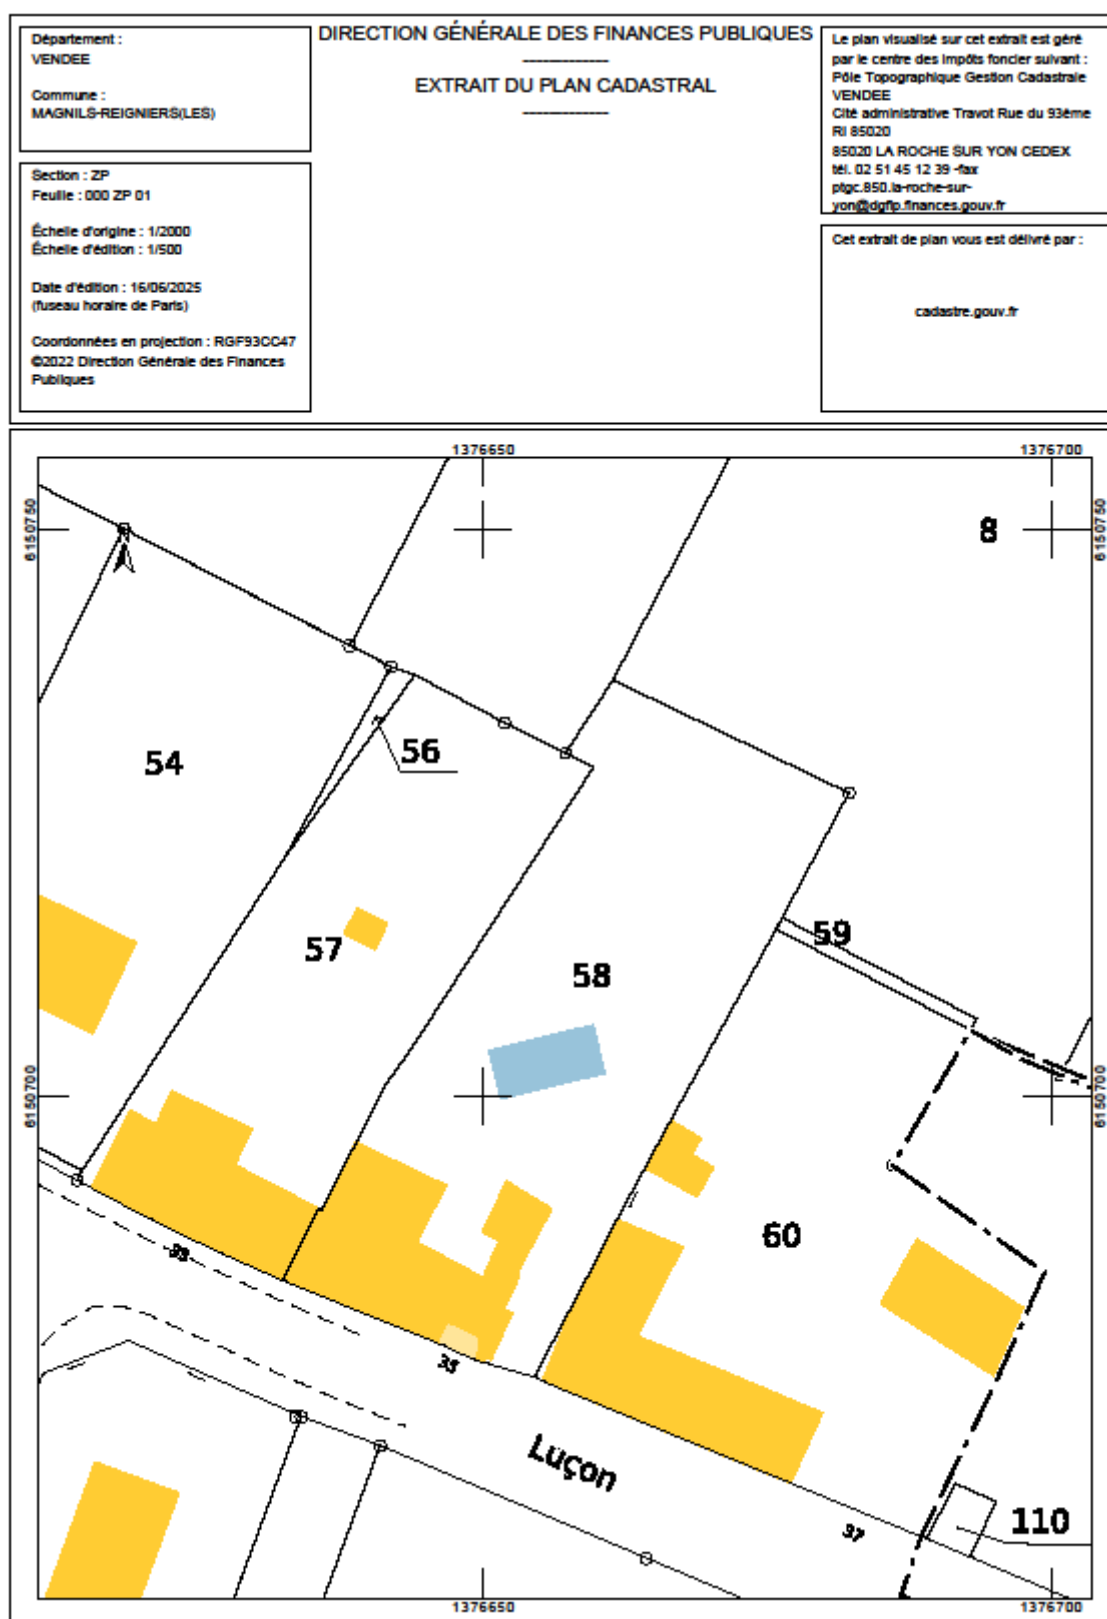 Département :
VENDEE
Commune :
MAGNILS-REIGNIERS(LES)
Section : ZP
Feuille : 000 ZP 01
Échelle d'origine : 1/2000
Échelle d'édition : 1/500
Date d'édition : 16/06/2025
(fuseau horaire de Paris)
Coordonnées en projection : RGF93CC47
©2022 Direction Générale des Finances
Publiques
DIRECTION GÉNÉRALE DES FINANCES PUBLIQUES
EXTRAIT DU PLAN CADASTRAL
Le plan visualisé sur cet extrait est géré
par le centre des impôts foncier suivant :
Pôle Topographique Gestion Cadastrale
VENDEE
Cité administrative Travot Rue du 93ème
RI 85020
85020 LA ROCHE SUR YON CEDEX
tél. 02 51 45 12 39 -fax
ptgc.850.la-roche-sur-
yon@dgfip.finances.gouv.fr
Cet extrait de plan vous est délivré par :
cadastre.gouv.fr
1376650
1376700
6150750
6150750
8
54
56
59
57
58
6150700
6150700
60
33
35
Luçon
37
110
1376650
1376700